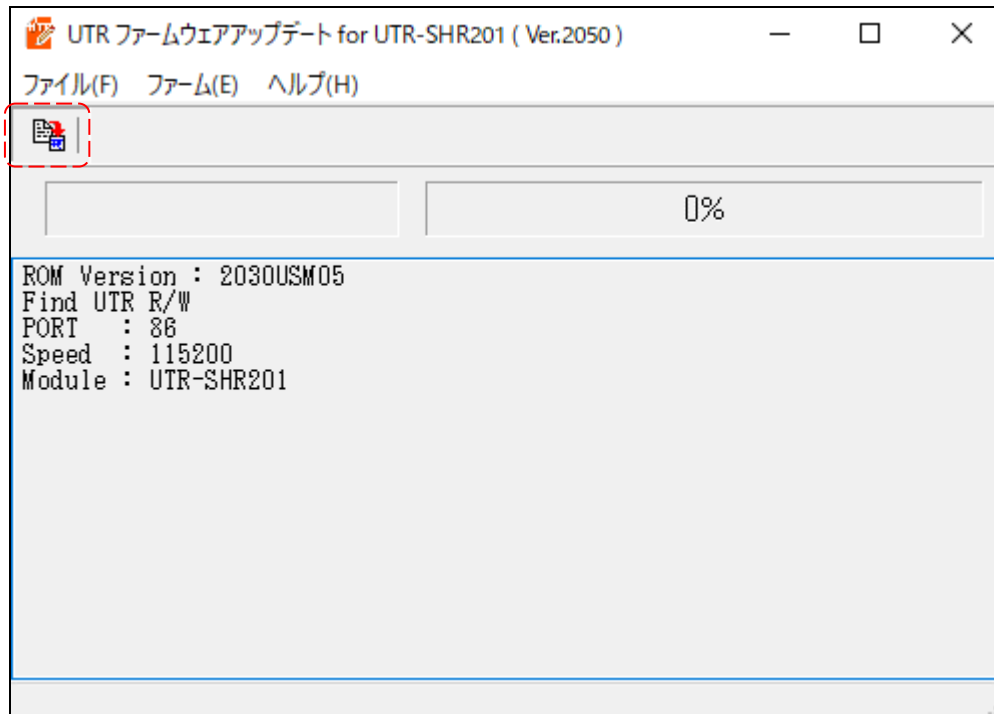 UTR ファームウェアアップデート for UTR-SHR201 ( Ver.2050 )
ファイル(F) ファーム(E) ヘルプ(H)
0%
ROM Version : 2030USM05
Find UTR R/W
PORT : 86
Speed : 115200
Module : UTR-SHR201